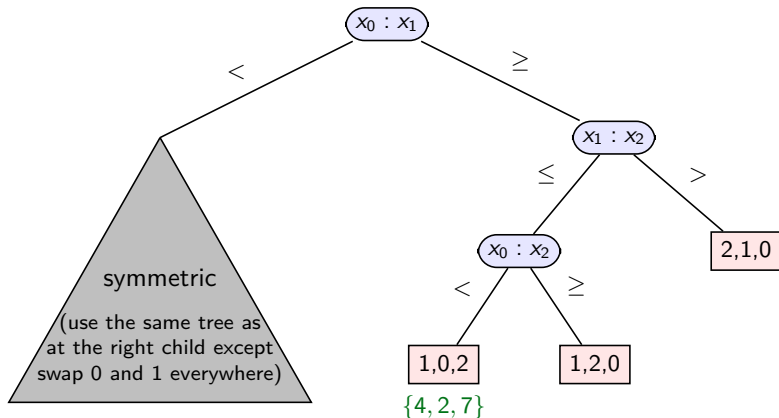 x₀ : x₁
<
≥
x₁ : x₂
≤
>
x₀ : x₂
2,1,0
symmetric
<
≥
(use the same tree as
at the right child except
swap 0 and 1 everywhere)
1,0,2
1,2,0
{4, 2, 7}